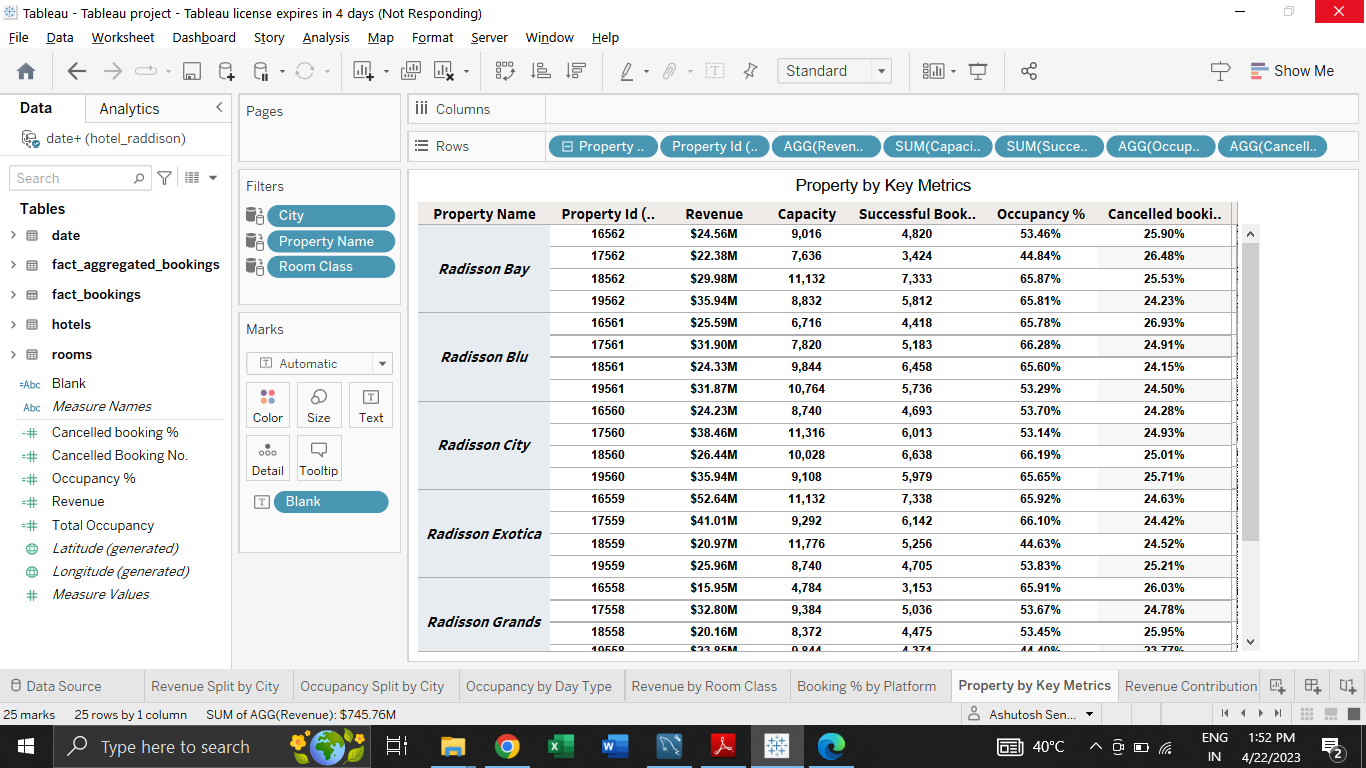 Tableau - Tableau project - Tableau license expires in 4 days (Not Responding)
File Data Worksheet Dashboard Story Analysis Map Format Server Window Help
Standard
Show Me
Data Analytics
date+ (hotel_raddison)
Search
Tables
date
fact_aggregated_bookings
fact_bookings
hotels
rooms
=Abc Blank
Abc Measure Names
=# Cancelled booking %
=# Cancelled Booking No.
=# Occupancy %
=# Revenue
=# Total Occupancy
Latitude (generated)
Longitude (generated)
# Measure Values
Pages
Filters
City
Property Name
Room Class
Marks
Automatic
Color Size Text
Detail Tooltip
Blank
Columns
Rows Property .. Property Id (.. AGG(Reven.. SUM(Capaci.. SUM(Succe.. AGG(Occup.. AGG(Cancell..
Property by Key Metrics
Property Name Property Id (.. Revenue Capacity Successful Book.. Occupancy % Cancelled booki..
Radisson Bay
16562 $24.56M 9,016 4,820 53.46% 25.90%
17562 $22.38M 7,636 3,424 44.84% 26.48%
18562 $29.98M 11,132 7,333 65.87% 25.53%
19562 $35.94M 8,832 5,812 65.81% 24.23%
Radisson Blu
16561 $25.59M 6,716 4,418 65.78% 26.93%
17561 $31.90M 7,820 5,183 66.28% 24.91%
18561 $24.33M 9,844 6,458 65.60% 24.15%
19561 $31.87M 10,764 5,736 53.29% 24.50%
Radisson City
16560 $24.23M 8,740 4,693 53.70% 24.28%
17560 $38.46M 11,316 6,013 53.14% 24.93%
18560 $26.44M 10,028 6,638 66.19% 25.01%
19560 $35.94M 9,108 5,979 65.65% 25.71%
Radisson Exotica
16559 $52.64M 11,132 7,338 65.92% 24.63%
17559 $41.01M 9,292 6,142 66.10% 24.42%
18559 $20.97M 11,776 5,256 44.63% 24.52%
19559 $25.96M 8,740 4,705 53.83% 25.21%
Radisson Grands
16558 $15.95M 4,784 3,153 65.91% 26.03%
17558 $32.80M 9,384 5,036 53.67% 24.78%
18558 $20.16M 8,372 4,475 53.45% 25.95%
19558 $23.85M 9,844 4,371 44.40% 23.77%
Data Source Revenue Split by City Occupancy Split by City Occupancy by Day Type Revenue by Room Class Booking % by Platform Property by Key Metrics Revenue Contribution
25 marks 25 rows by 1 column SUM of AGG(Revenue): $745.76M Ashutosh Sen...
Type here to search
40°C
ENG
IN
1:52 PM
4/22/2023
2